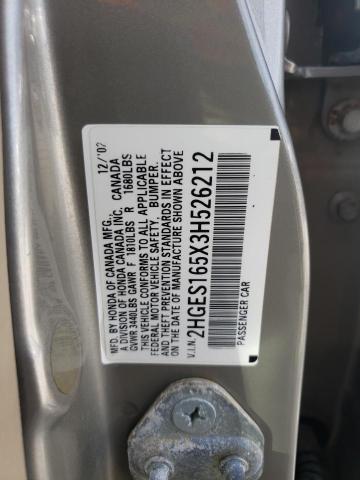 MFD. BY HONDA OF CANADA MFG., 12/'02
A DIVISION OF HONDA CANADA INC. CANADA
GVWR 3440LBS GAWR F 1810LBS R 1680LBS
THIS VEHICLE CONFORMS TO ALL APPLICABLE
FEDERAL MOTOR VEHICLE SAFETY, BUMPER,
AND THEFT PREVENTION STANDARDS IN EFFECT
ON THE DATE OF MANUFACTURE SHOWN ABOVE.
V.I.N. 2HGES165X3H526212
PASSENGER CAR